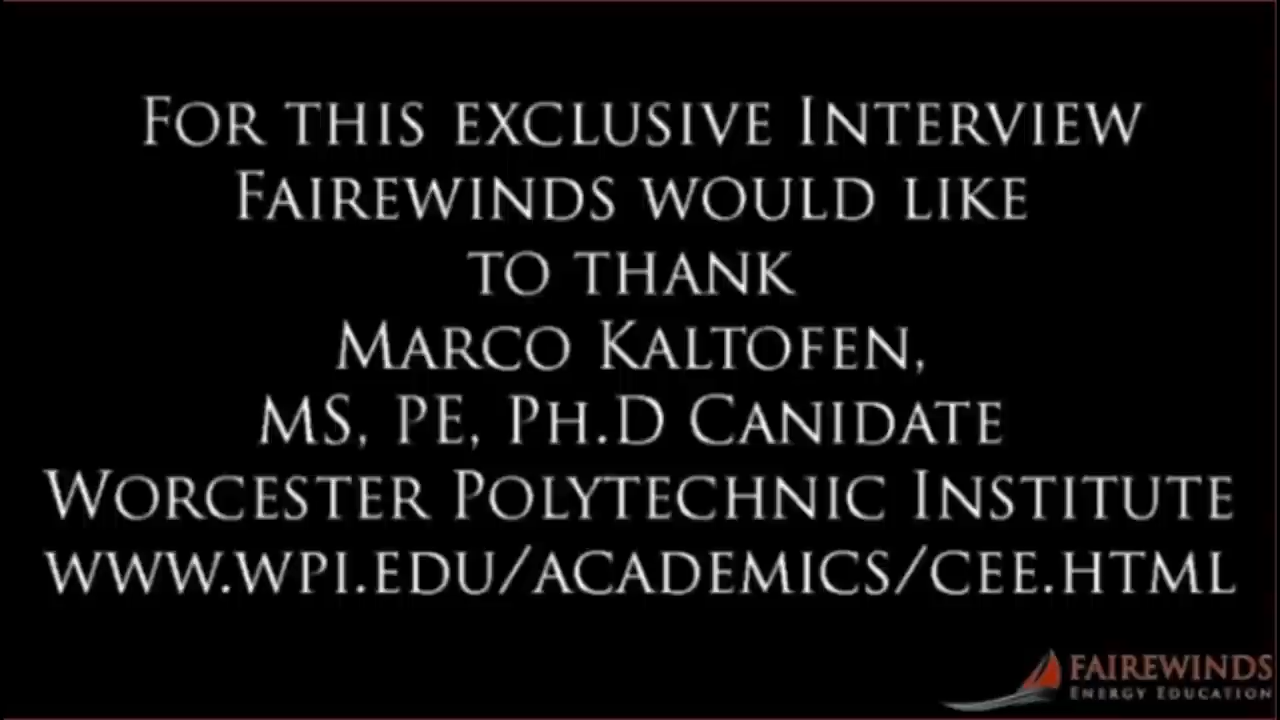 For this exclusive Interview
Fairewinds would like
to thank
Marco Kaltofen,
MS, PE, Ph.D Canidate
Worcester Polytechnic Institute
www.wpi.edu/academics/cee.html
Fairewinds
Energy Education